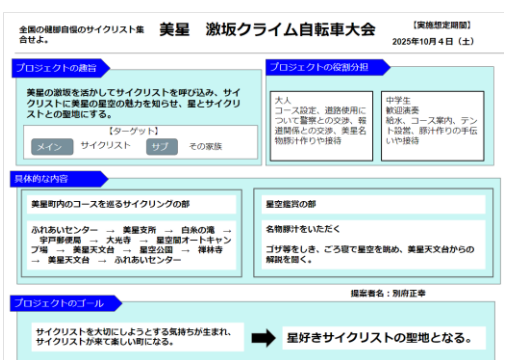 全国の健脚自慢のサイクリスト集
合せよ。
美星　激坂クライム自転車大会
【実施想定期間】
2025年10月4日（土）
プロジェクトの趣旨
美星の激坂を活かしてサイクリストを呼び込み、サイ
クリストに美星の星空の魅力を知らせ、星とサイクリ
ストとの聖地にする。
【ターゲット】
メイン　サイクリスト　サブ　その家族
プロジェクトの役割分担
大人
コース設定、道路使用に
ついて警察との交渉、報
道関係との交渉、美星名
物豚汁作りや接待
中学生
歓迎演奏
給水、コース案内、テン
ト設営、豚汁作りの手伝
いや接待
具体的な内容
美星町内のコースを巡るサイクリングの部
ふれあいセンター　→　美星支所　→　白糸の滝　→
宇戸郵便局　→　大光寺　→　星空間オートキャン
プ場　→　美星天文台　→　星空公園　→　禅林寺
→　美星天文台　→　ふれあいセンター
星空鑑賞の部
名物豚汁をいただく
ゴザ等をしき、ごろ寝で星空を眺め、美星天文台からの
解説を聞く。
提案者名：別府正幸
プロジェクトのゴール
サイクリストを大切にしようとする気持ちが生まれ、
サイクリストが来て楽しい町になる。
星好きサイクリストの聖地となる。